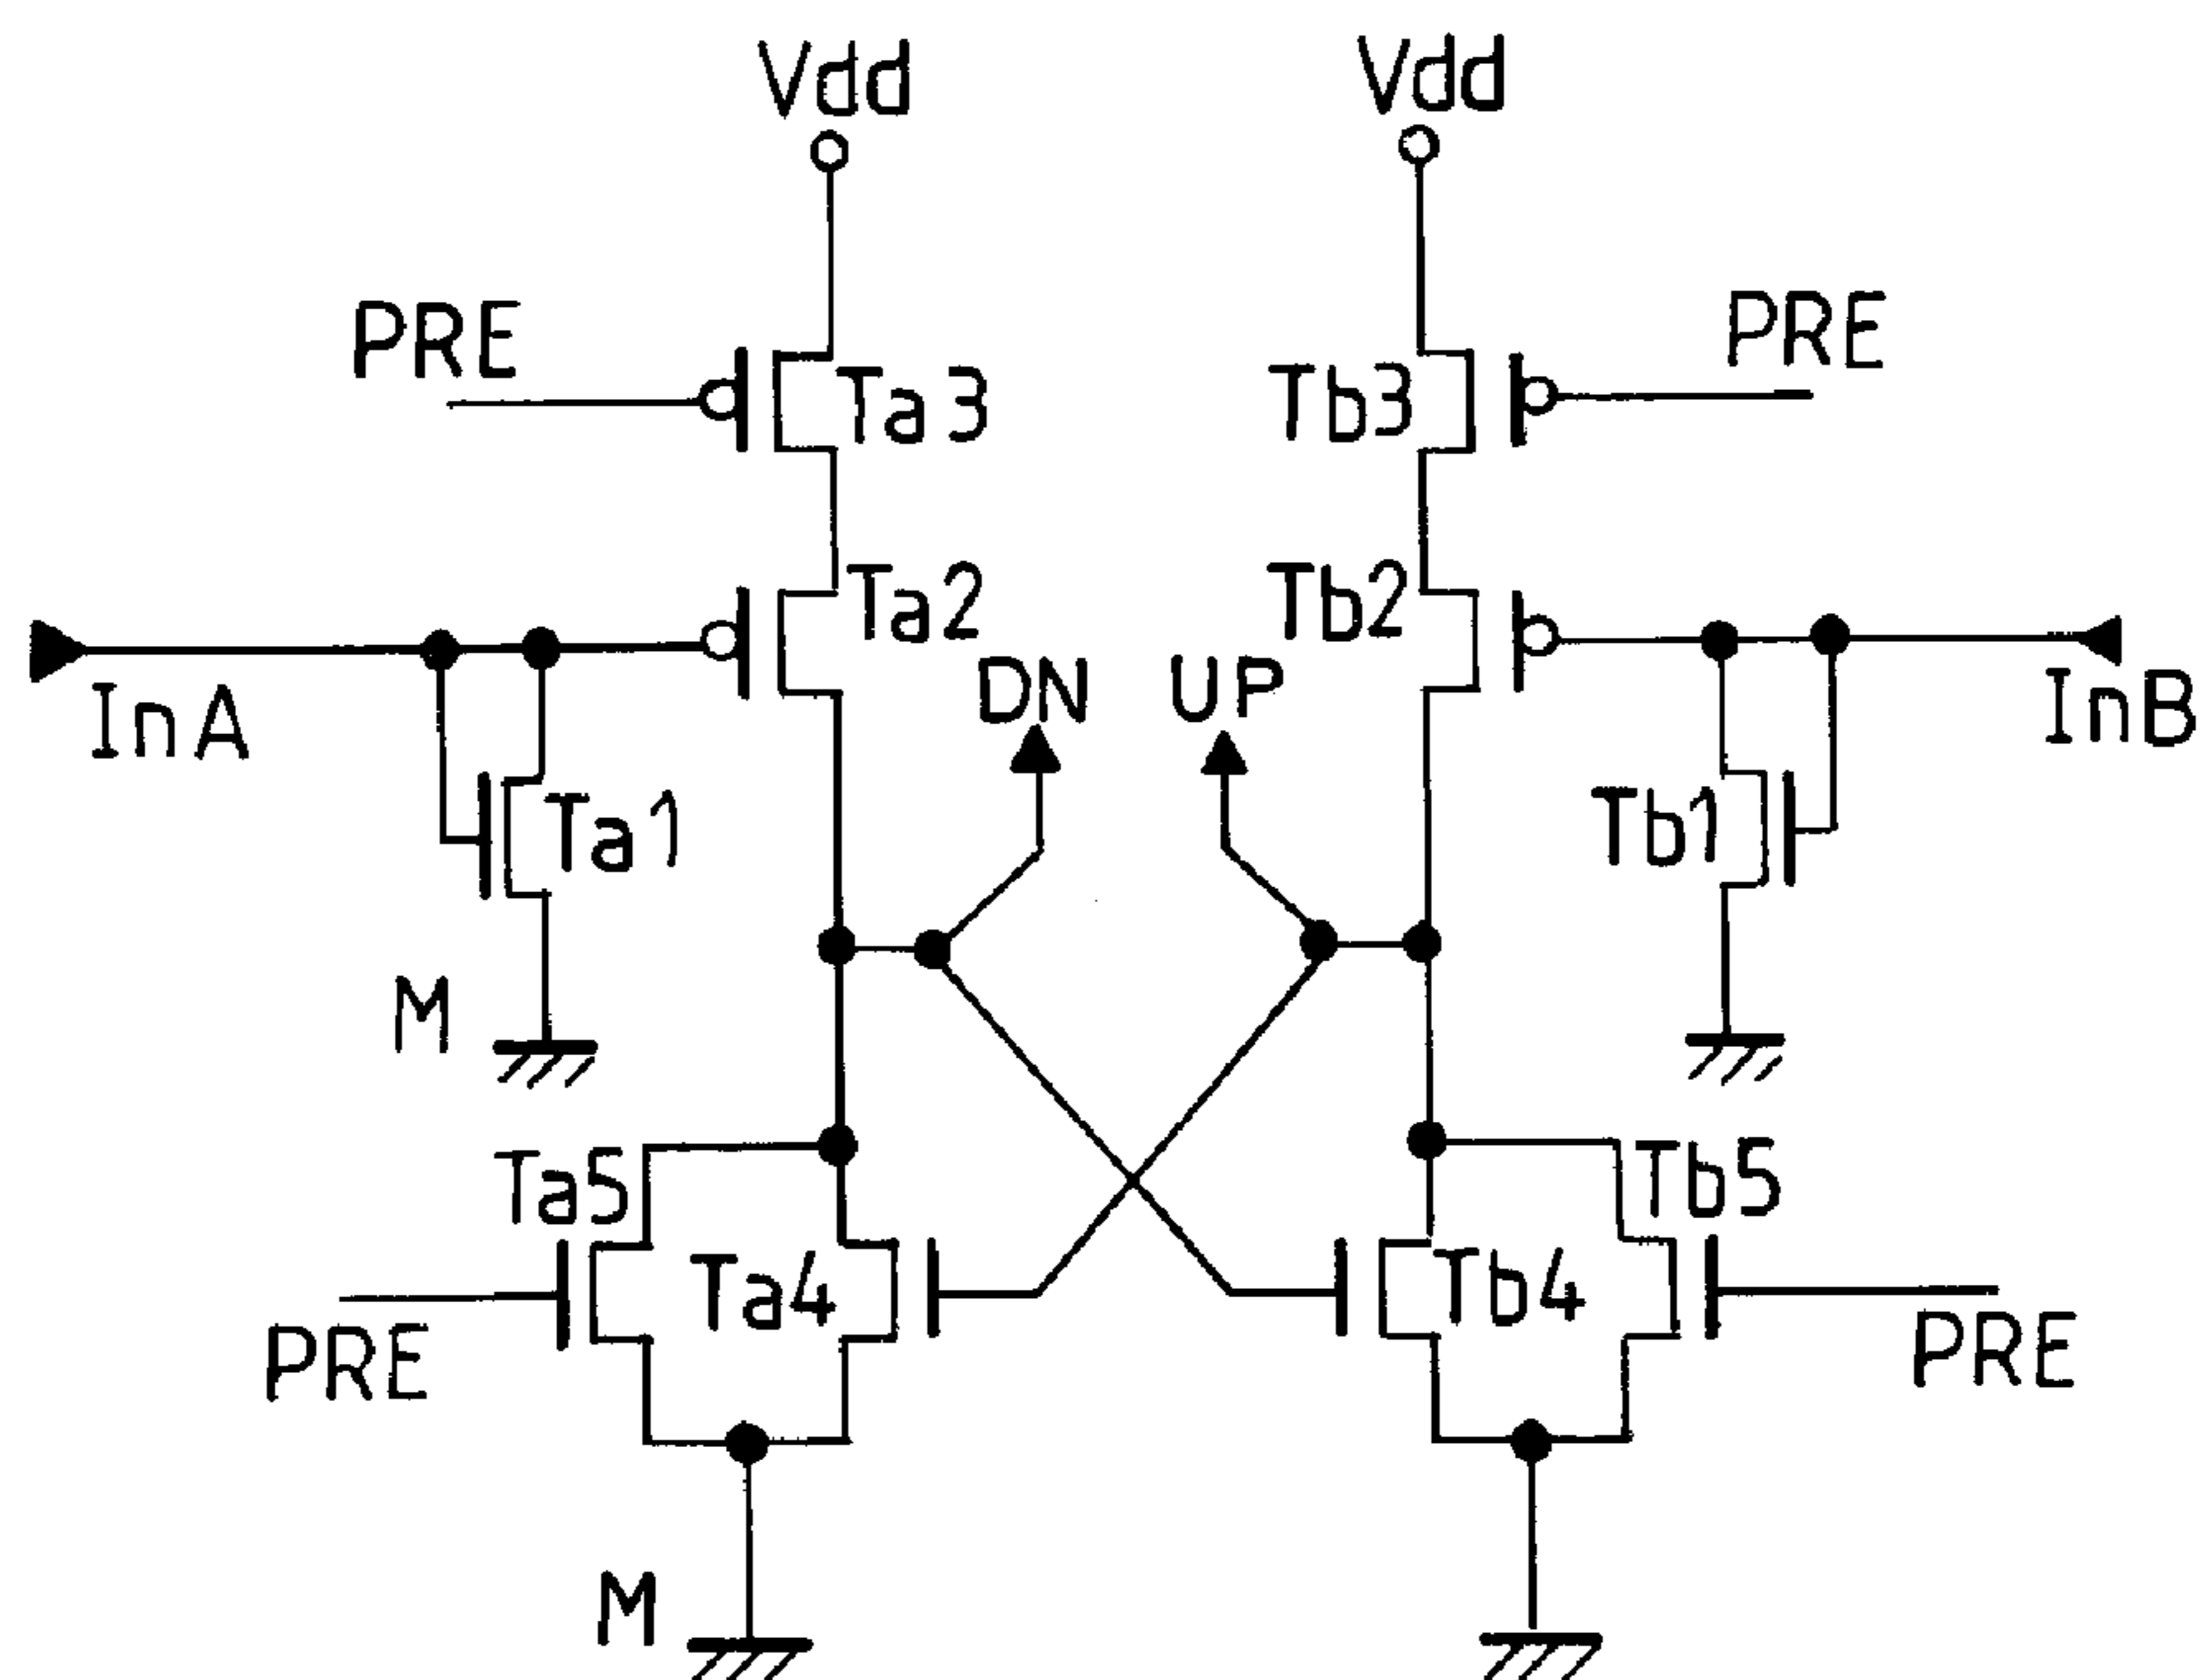 Vdd
Vdd
PRE
PRE
Ta3
Tb3
Ta2
Tb2
DN
UP
InA
InB
Ta1
Tb1
M
Ta5
Tb5
Ta4
Tb4
PRE
PRE
M